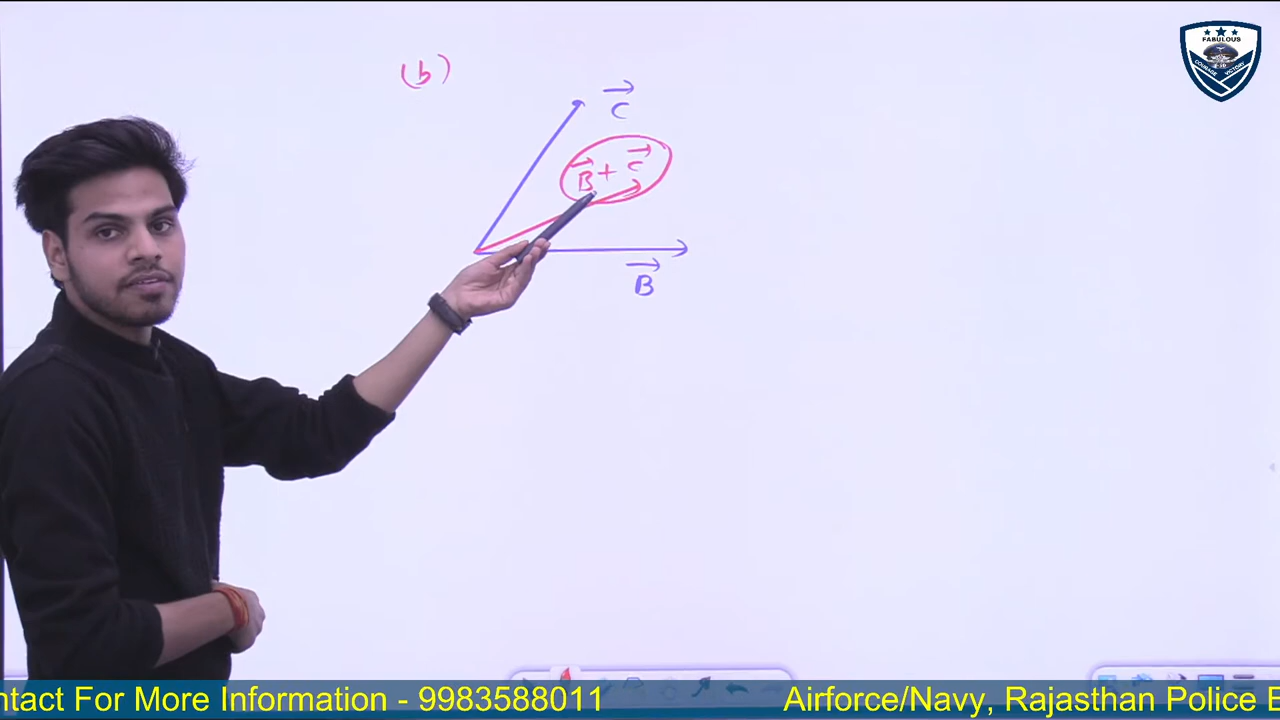 (b)
FABULOUS
COURAGE VICTORY
→C
→B + →C
→B
ntact For More Information - 9983588011
Airforce/Navy, Rajasthan Police E